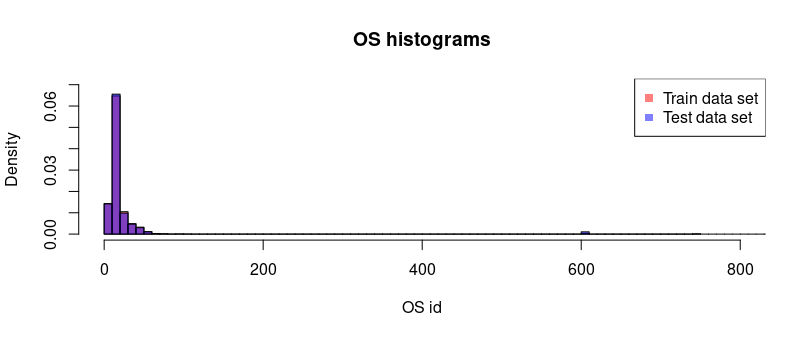 OS histograms
Train data set
Test data set
Density
0.06
0.03
0.00
0
200
400
600
800
OS id